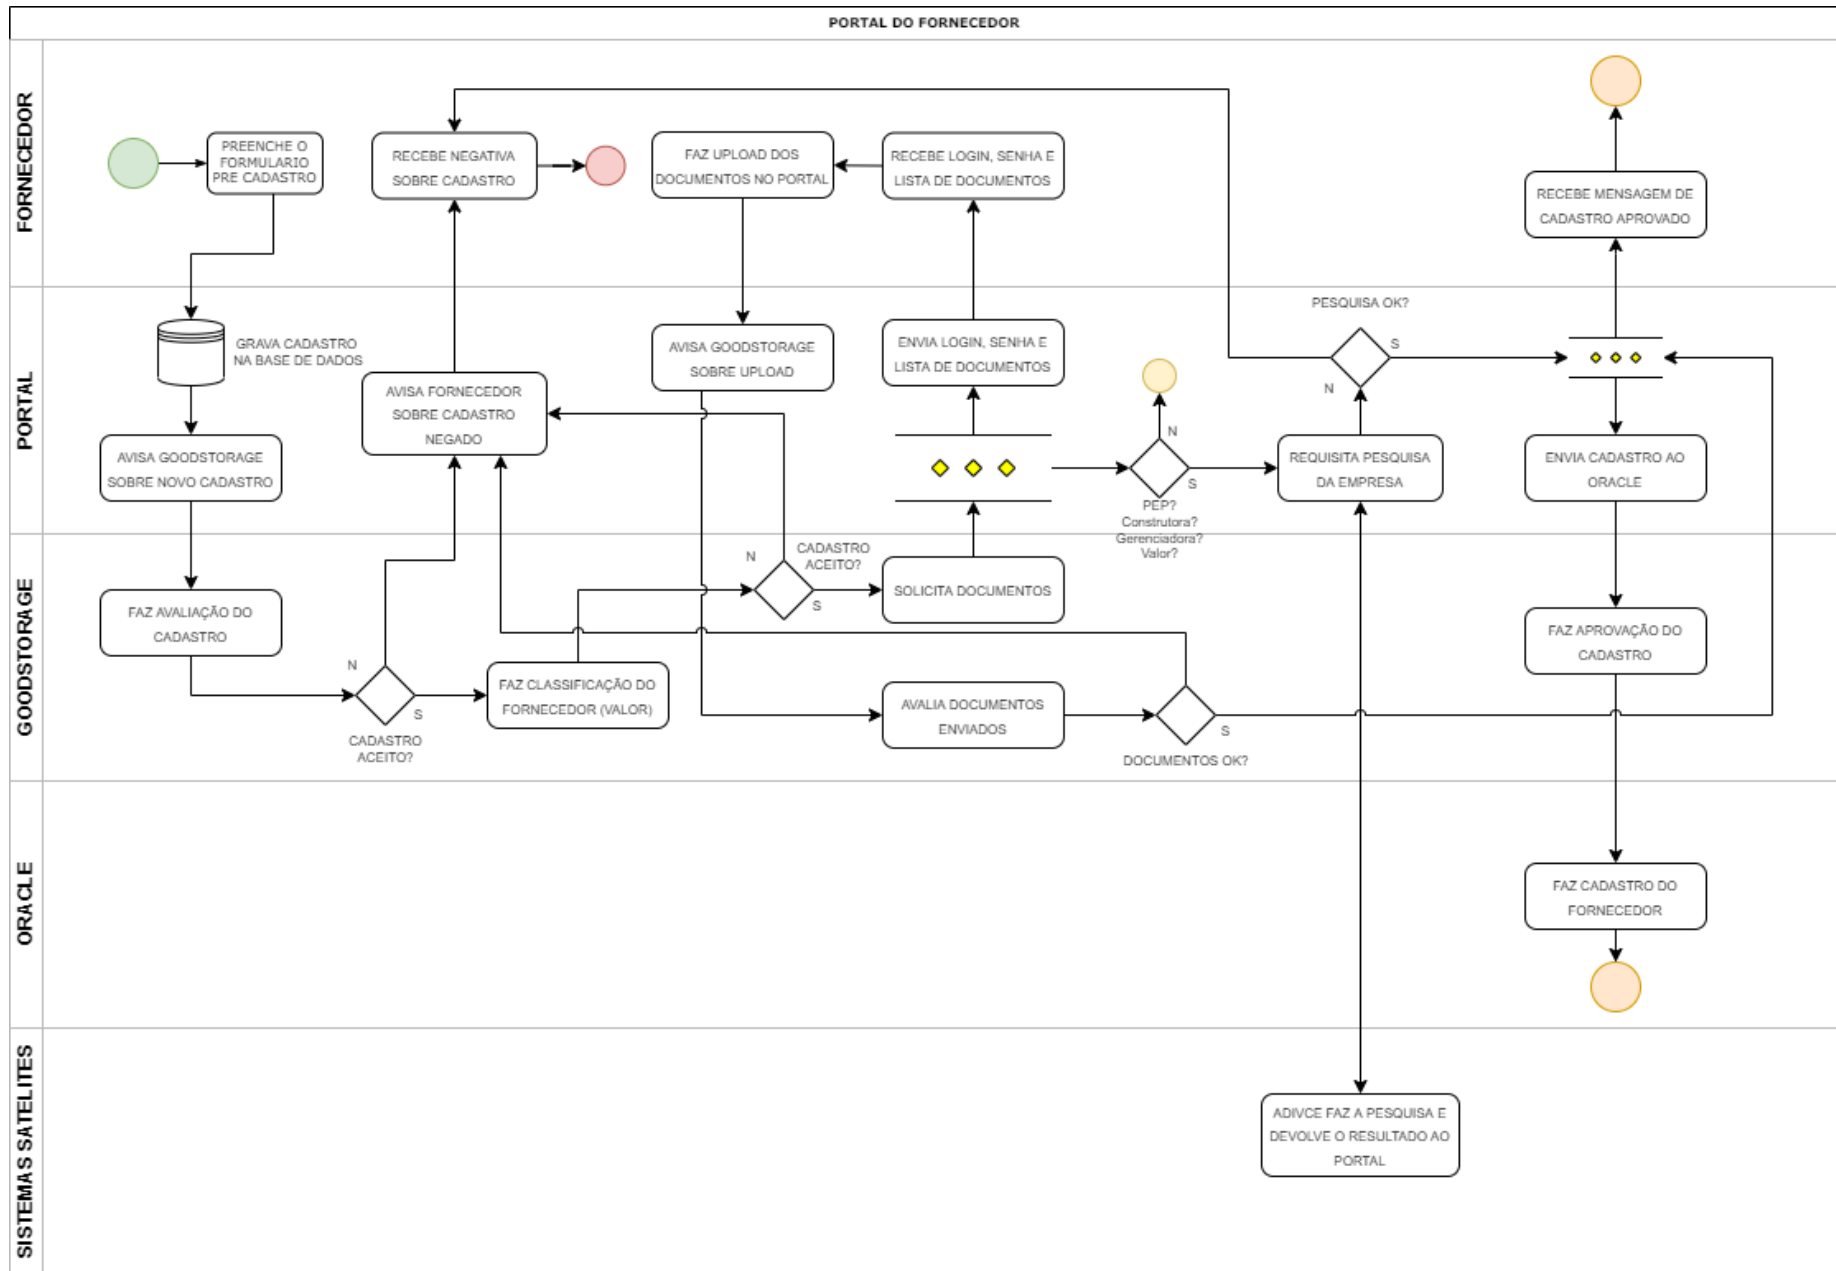 PORTAL DO FORNECEDOR
FORNECEDOR
PREENCHE O
FORMULARIO
PRE CADASTRO
RECEBE NEGATIVA
SOBRE CADASTRO
FAZ UPLOAD DOS
DOCUMENTOS NO PORTAL
RECEBE LOGIN, SENHA E
LISTA DE DOCUMENTOS
RECEBE MENSAGEM DE
CADASTRO APROVADO
PORTAL
GRAVA CADASTRO
NA BASE DE DADOS
AVISA GOODSTORAGE
SOBRE NOVO CADASTRO
AVISA FORNECEDOR
SOBRE CADASTRO
NEGADO
AVISA GOODSTORAGE
SOBRE UPLOAD
ENVIA LOGIN, SENHA E
LISTA DE DOCUMENTOS
N
S
PEP?
Construtora?
Gerenciadora?
Valor?
PESQUISA OK?
S
N
REQUISITA PESQUISA
DA EMPRESA
ENVIA CADASTRO AO
ORACLE
GOODSTORAGE
FAZ AVALIAÇÃO DO
CADASTRO
N
S
CADASTRO
ACEITO?
FAZ CLASSIFICAÇÃO DO
FORNECEDOR (VALOR)
N
CADASTRO
ACEITO?
S
SOLICITA DOCUMENTOS
AVALIA DOCUMENTOS
ENVIADOS
S
DOCUMENTOS OK?
FAZ APROVAÇÃO DO
CADASTRO
ORACLE
FAZ CADASTRO DO
FORNECEDOR
SISTEMAS SATELITES
ADIVCE FAZ A PESQUISA E
DEVOLVE O RESULTADO AO
PORTAL